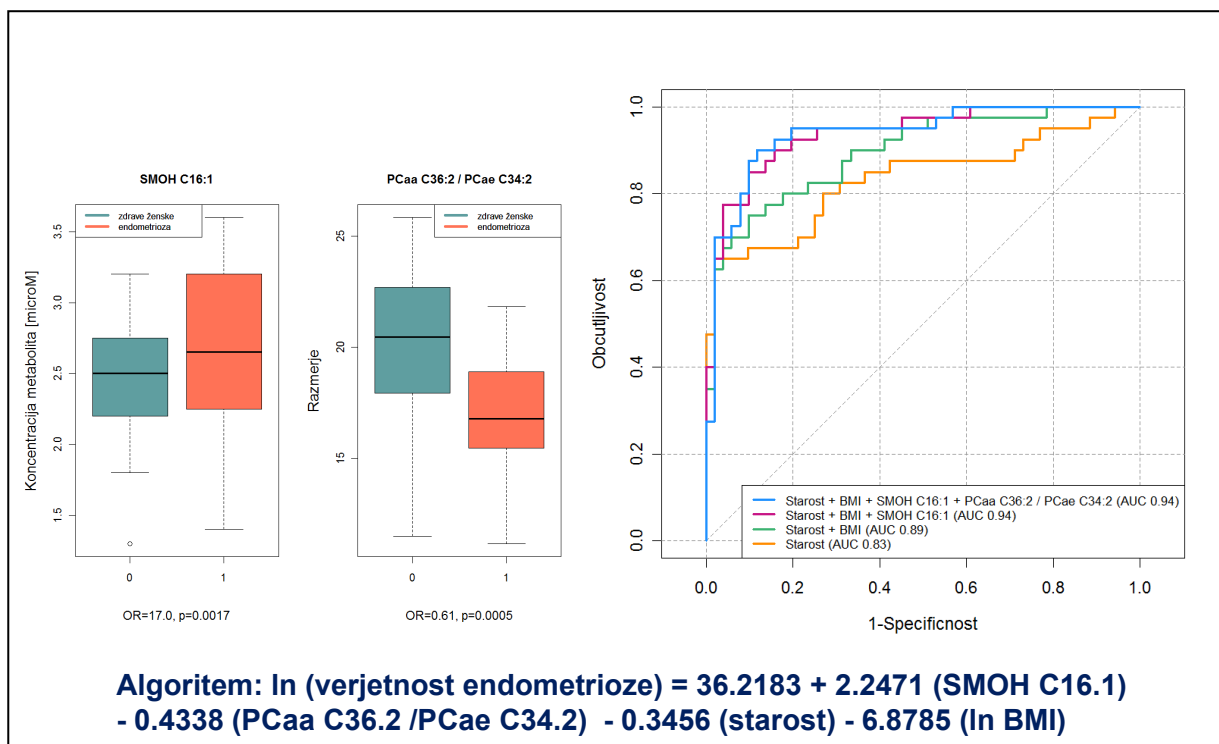 SMOH C16:1
zdrave ženske
endometrioza
Koncentracija metabolita [microM]
3.5
3.0
2.5
2.0
1.5
0
1
OR=17.0, p=0.0017
PCaa C36:2 / PCae C34:2
zdrave ženske
endometrioza
Razmerje
25
20
15
0
1
OR=0.61, p=0.0005
Obcutljivost
1.0
0.8
0.6
0.4
0.2
0.0
Starost + BMI + SMOH C16:1 + PCaa C36:2 / PCae C34:2 (AUC 0.94)
Starost + BMI + SMOH C16:1 (AUC 0.94)
Starost + BMI (AUC 0.89)
Starost (AUC 0.83)
0.0
0.2
0.4
0.6
0.8
1.0
1-Specificnost
Algoritem: ln (verjetnost endometrioze) = 36.2183 + 2.2471 (SMOH C16.1)
- 0.4338 (PCaa C36.2 /PCae C34.2) - 0.3456 (starost) - 6.8785 (ln BMI)